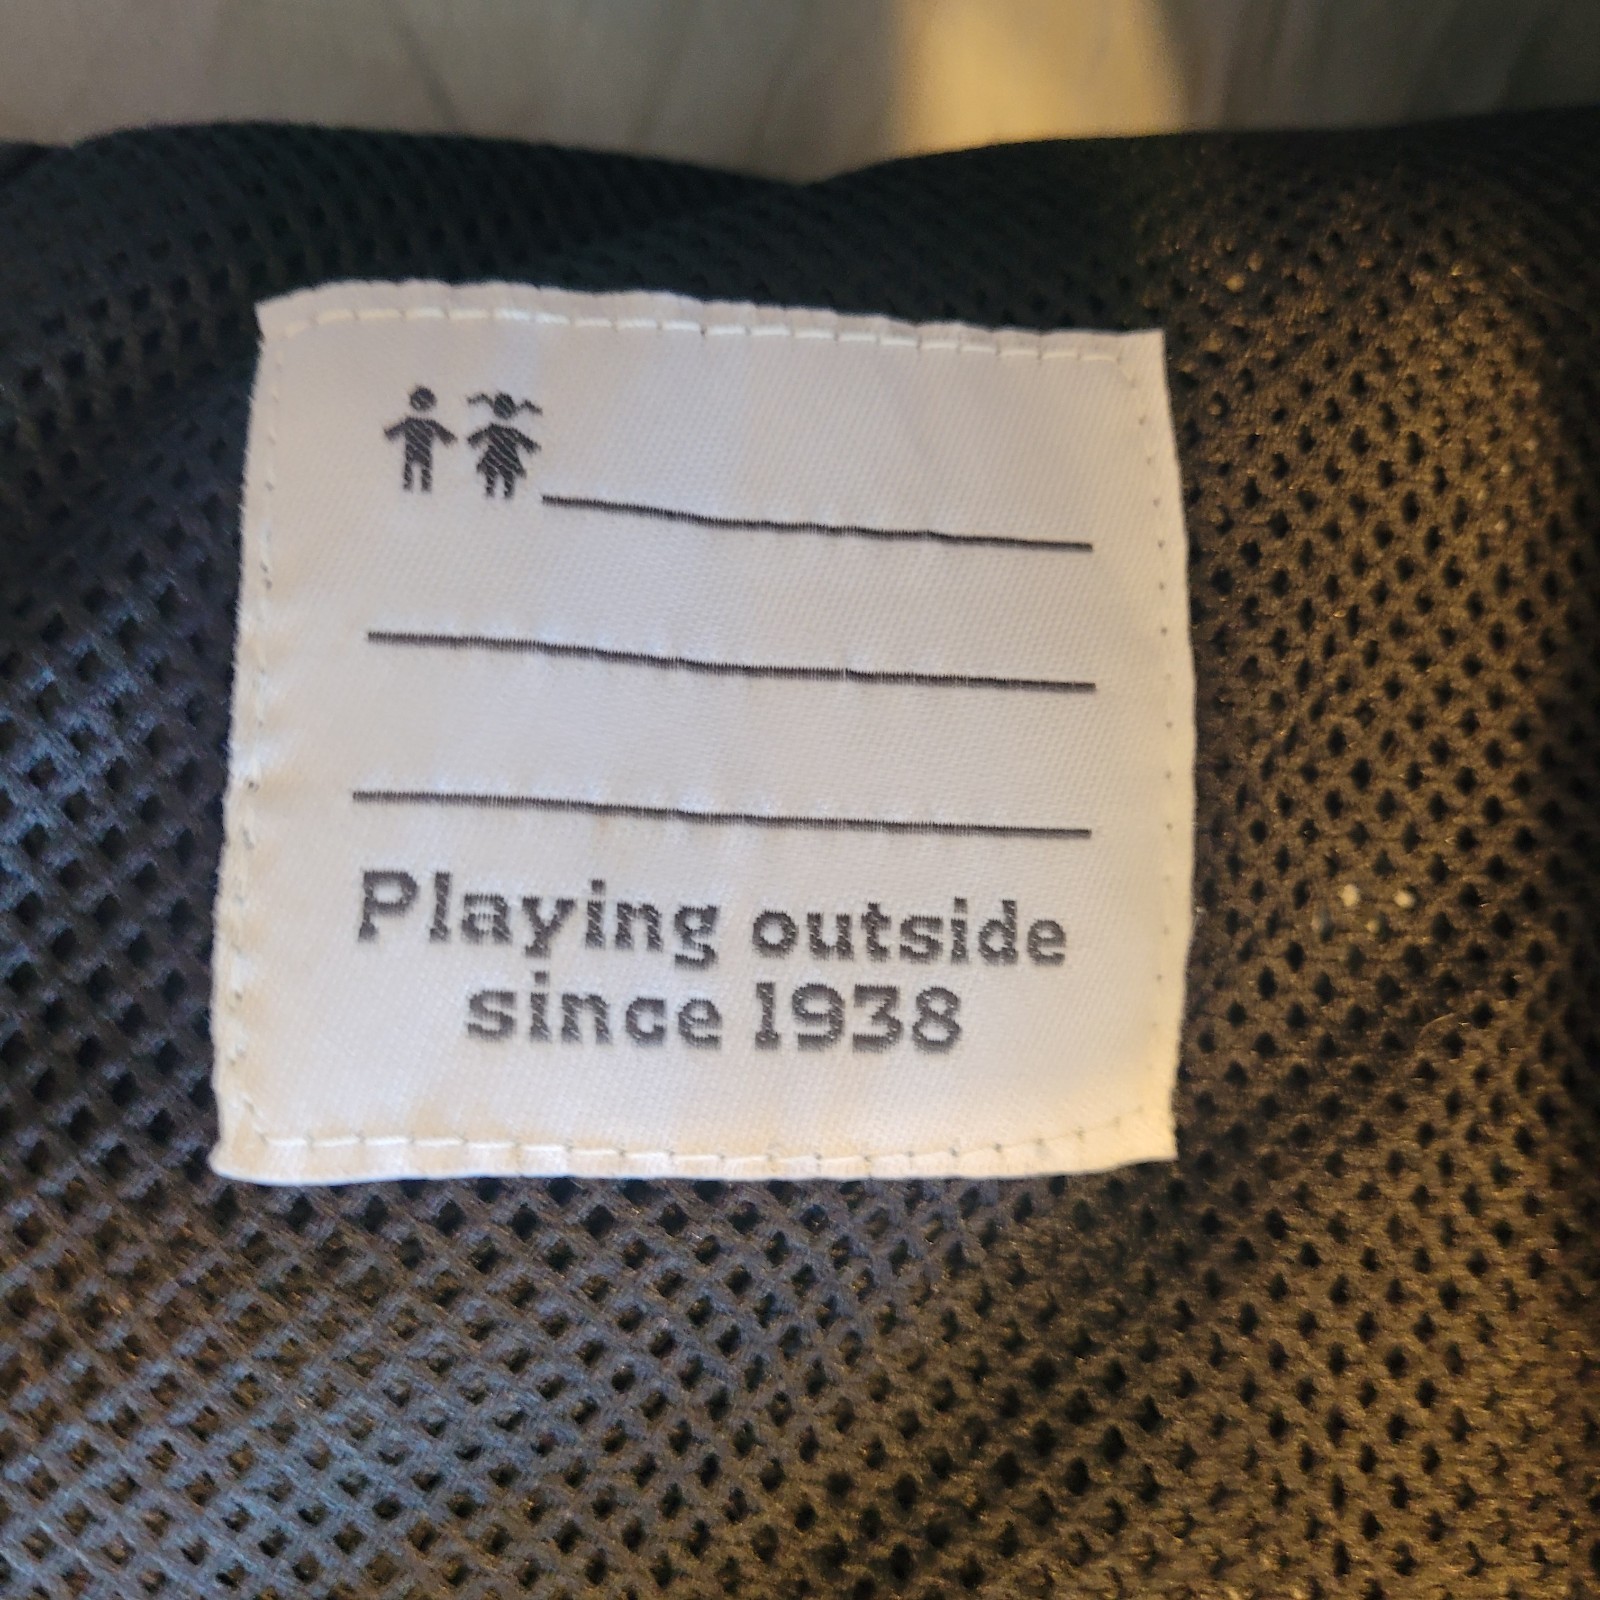 Playing outside
since 1938